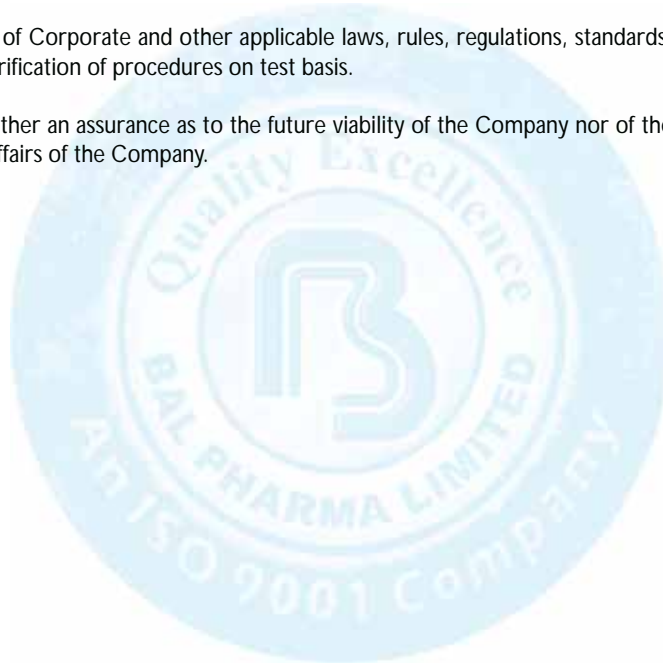 of Corporate and other applicable laws, rules, regulations, standards
rification of procedures on test basis.
ther an assurance as to the future viability of the Company nor of the
ffairs of the Company.
Quality Excellence
BAL PHARMA LIMITED
An ISO 9001 Company